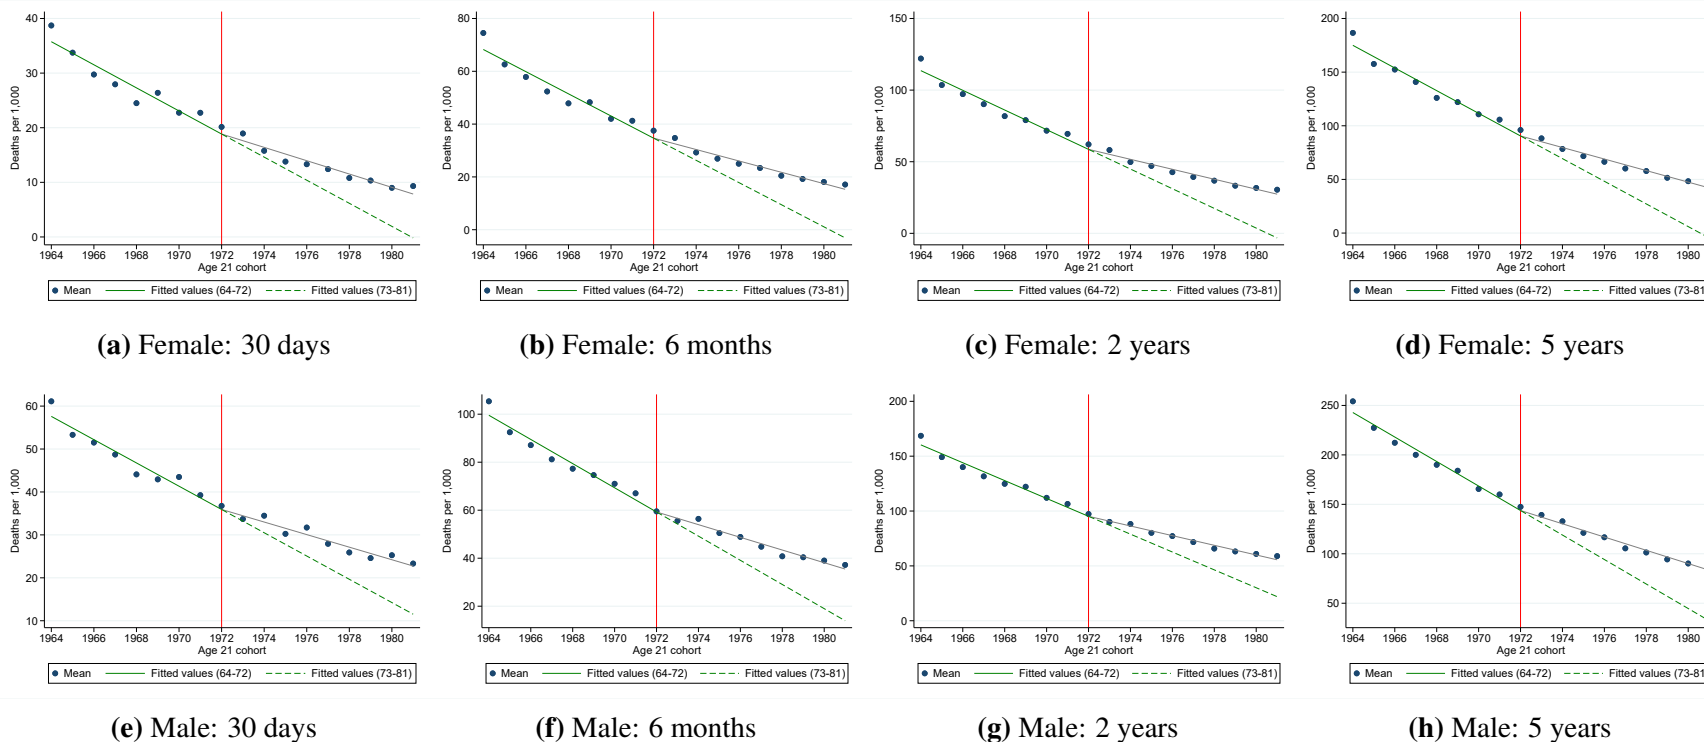 40
30
20
10
0
Deaths per 1,000
1964 1966 1968 1970 1972 1974 1976 1978 1980
Age 21 cohort
Mean Fitted values (64-72) Fitted values (73-81)
(a) Female: 30 days
80
60
40
20
0
Deaths per 1,000
1964 1966 1968 1970 1972 1974 1976 1978 1980
Age 21 cohort
Mean Fitted values (64-72) Fitted values (73-81)
(b) Female: 6 months
150
100
50
0
Deaths per 1,000
1964 1966 1968 1970 1972 1974 1976 1978 1980
Age 21 cohort
Mean Fitted values (64-72) Fitted values (73-81)
(c) Female: 2 years
200
150
100
50
0
Deaths per 1,000
1964 1966 1968 1970 1972 1974 1976 1978 1980
Age 21 cohort
Mean Fitted values (64-72) Fitted values (73-81
(d) Female: 5 years
60
50
40
30
20
10
Deaths per 1,000
1964 1966 1968 1970 1972 1974 1976 1978 1980
Age 21 cohort
Mean Fitted values (64-72) Fitted values (73-81)
(e) Male: 30 days
100
80
60
40
20
Deaths per 1,000
1964 1966 1968 1970 1972 1974 1976 1978 1980
Age 21 cohort
Mean Fitted values (64-72) Fitted values (73-81)
(f) Male: 6 months
200
150
100
50
0
Deaths per 1,000
1964 1966 1968 1970 1972 1974 1976 1978 1980
Age 21 cohort
Mean Fitted values (64-72) Fitted values (73-81)
(g) Male: 2 years
250
200
150
100
50
Deaths per 1,000
1964 1966 1968 1970 1972 1974 1976 1978 1980
Age 21 cohort
Mean Fitted values (64-72) Fitted values (73-81
(h) Male: 5 years